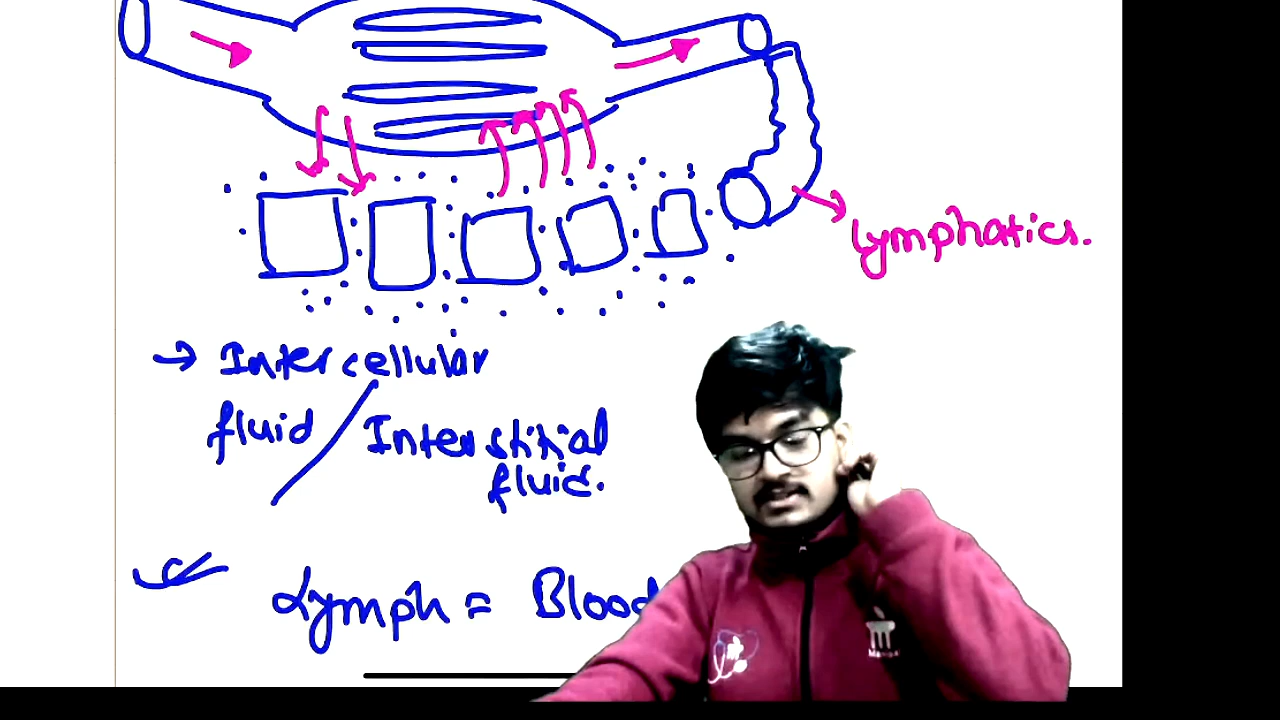 Lymphatics.
→ Intercellular
fluid / Interstitial
fluid.
Lymph = Blood